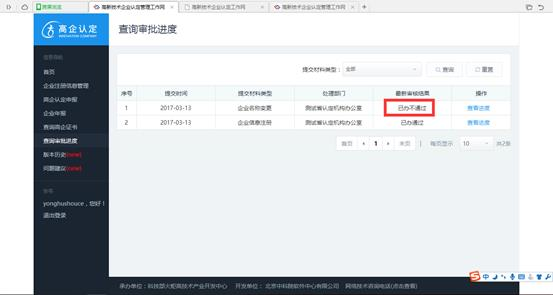 高新技术企业认定管理工作网
高新技术企业认定工作网
高新技术企业认定管理工作网
高企认定
INNOVATION COMPANY
查询审批进度
首页
企业注册信息管理
高企认定申报
企业年报
查询高企证书
查询审批进度
版本历史(new)
问题建议(new)
yonghushouce，您好！
退出登录
提交材料类型： 全部 查询 重置
序号 提交时间 提交材料类型 处理部门 最新审核结果 操作
1 2017-03-13 企业名称变更 测试省认定机构办公室 已办不通过 查看进度
2 2017-03-13 企业信息注册 测试省认定机构办公室 已办通过 查看进度
首页 1 末页 每页显示 10 共2条
承办单位：科技部火炬高技术产业开发中心 开发单位：北京中科院软件中心有限公司 网络技术咨询电话(点击查看)
中